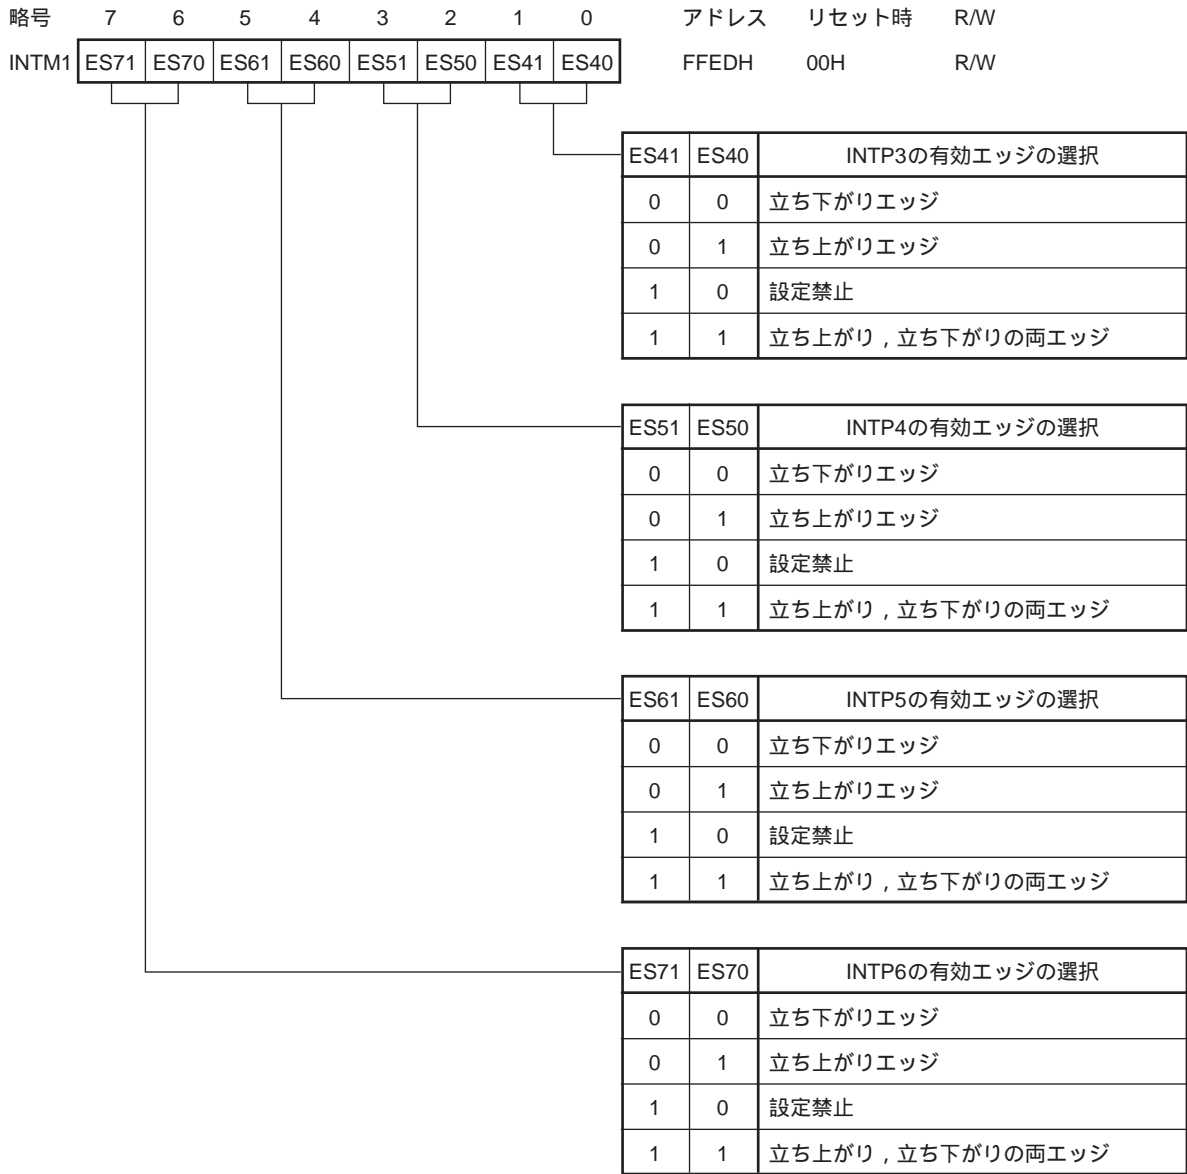 略号 7 6 5 4 3 2 1 0 アドレス リセット時 R/W
INTM1 ES71 ES70 ES61 ES60 ES51 ES50 ES41 ES40 FFEDH 00H R/W
ES41 ES40 INTP3の有効エッジの選択
0 0 立ち下がりエッジ
0 1 立ち上がりエッジ
1 0 設定禁止
1 1 立ち上がり,立ち下がりの両エッジ
ES51 ES50 INTP4の有効エッジの選択
0 0 立ち下がりエッジ
0 1 立ち上がりエッジ
1 0 設定禁止
1 1 立ち上がり,立ち下がりの両エッジ
ES61 ES60 INTP5の有効エッジの選択
0 0 立ち下がりエッジ
0 1 立ち上がりエッジ
1 0 設定禁止
1 1 立ち上がり,立ち下がりの両エッジ
ES71 ES70 INTP6の有効エッジの選択
0 0 立ち下がりエッジ
0 1 立ち上がりエッジ
1 0 設定禁止
1 1 立ち上がり,立ち下がりの両エッジ